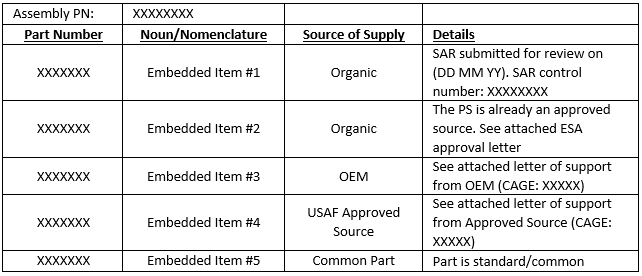 Assembly PN: XXXXXXXX
Part Number Noun/Nomenclature Source of Supply Details
XXXXXXX Embedded Item #1 Organic SAR submitted for review on
(DD MM YY). SAR control
number: XXXXXXXX
XXXXXXX Embedded Item #2 Organic The PS is already an approved
source. See attached ESA
approval letter
XXXXXXX Embedded Item #3 OEM See attached letter of support
from OEM (CAGE: XXXXX)
XXXXXXX Embedded Item #4 USAF Approved
Source See attached letter of support
from Approved Source (CAGE:
XXXXX)
XXXXXXX Embedded Item #5 Common Part Part is standard/common